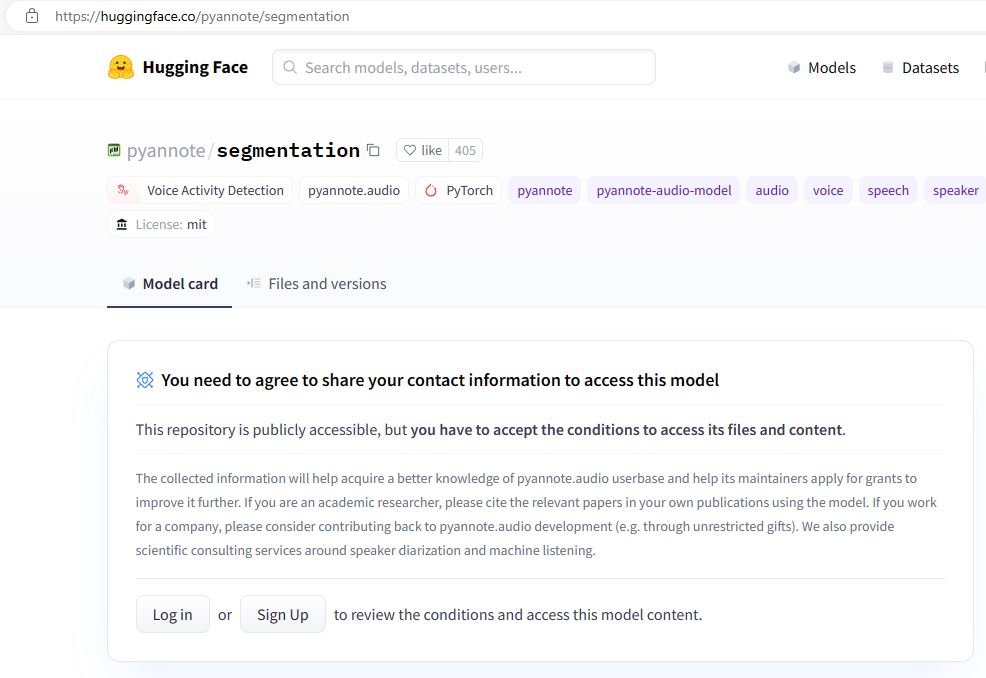 https://huggingface.co/pyannote/segmentation
Hugging Face Search models, datasets, users... Models Datasets
pyannote/segmentation like 405
Voice Activity Detection pyannote.audio PyTorch pyannote pyannote-audio-model audio voice speech speaker
License: mit
Model card Files and versions
You need to agree to share your contact information to access this model
This repository is publicly accessible, but you have to accept the conditions to access its files and content.
The collected information will help acquire a better knowledge of pyannote.audio userbase and help its maintainers apply for grants to
improve it further. If you are an academic researcher, please cite the relevant papers in your own publications using the model. If you work
for a company, please consider contributing back to pyannote.audio development (e.g. through unrestricted gifts). We also provide
scientific consulting services around speaker diarization and machine listening.
Log in or Sign Up to review the conditions and access this model content.